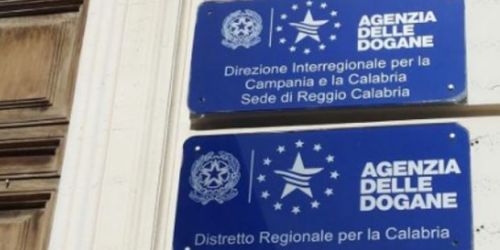 AGENZIA
DELLE
DOGANE
Direzione Interregionale per la
Campania e la Calabria
Sede di Reggio Calabria
AGENZIA
DELLE
DOGANE
Distretto Regionale per la Calabria